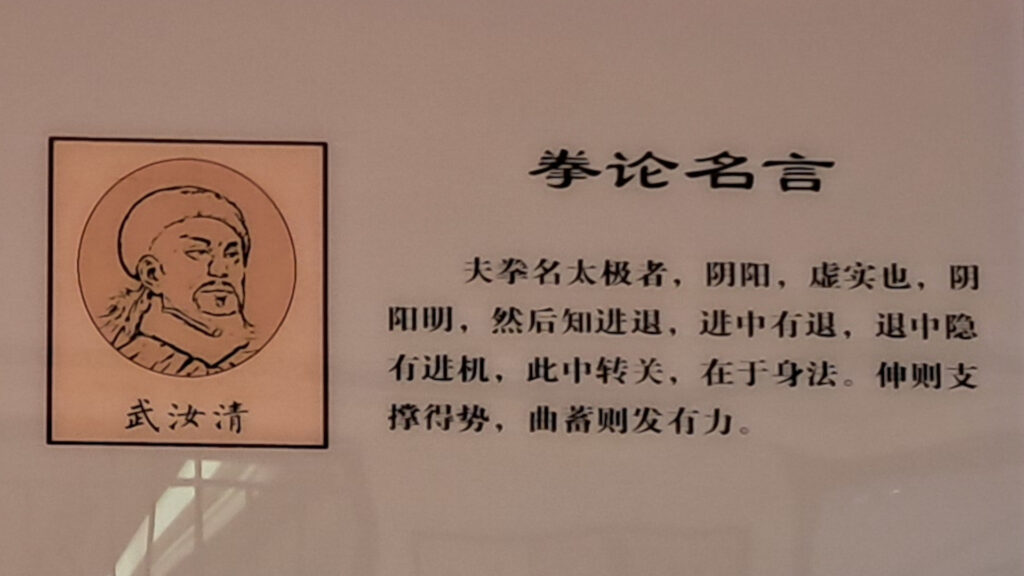 拳论名言
夫拳名太极者，阴阳，虚实也，阴
阳明，然后知进退，进中有退，退中隐
有进机，此中转关，在于身法。伸则支
撑得势，曲蓄则发有力。
武汝清